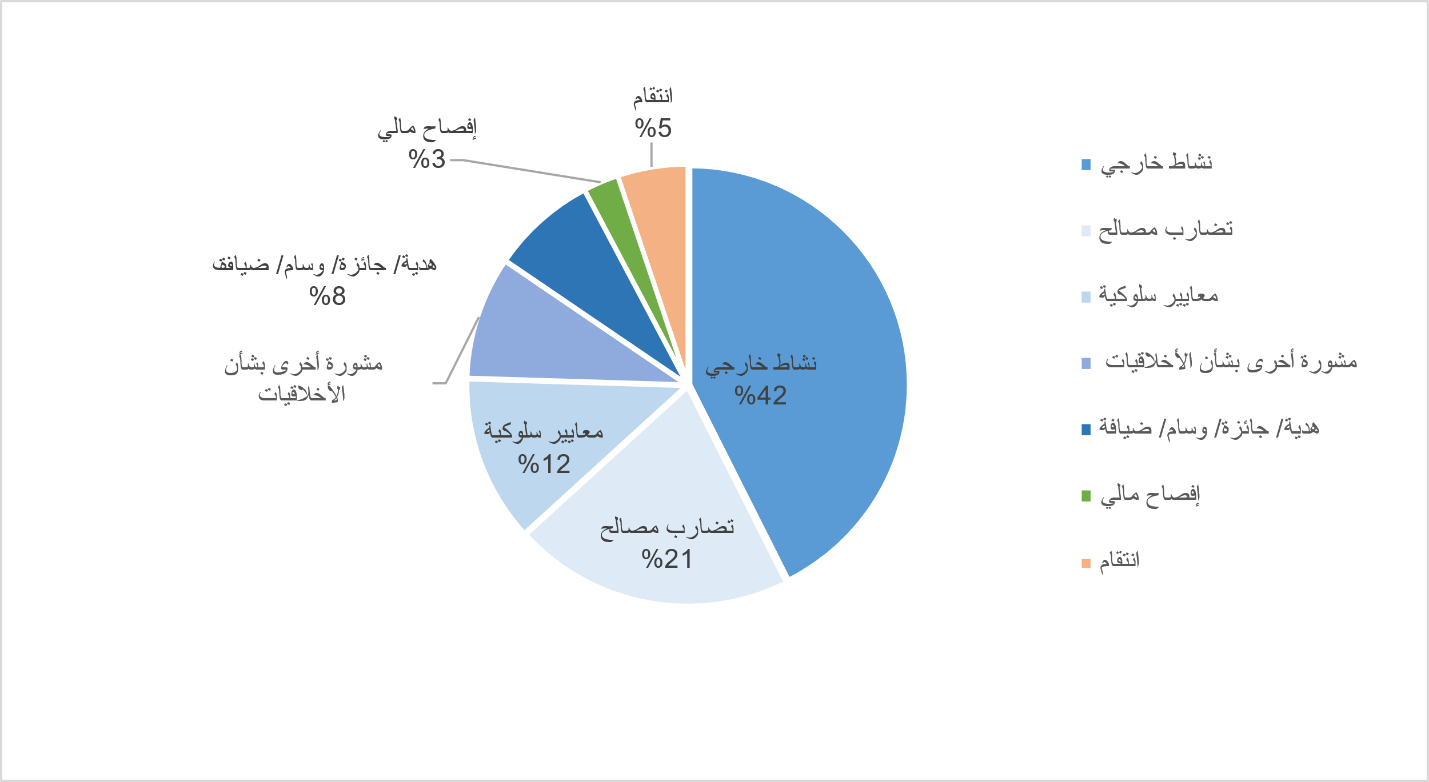 انتقام
%5
إفصاح مالي
%3
هدية/ جائزة/ وسام/ ضيافة
%8
مشورة أخرى بشأن
الأخلاقيات
نشاط خارجي
%42
معايير سلوكية
%12
تضارب مصالح
%21
نشاط خارجي
تضارب مصالح
معايير سلوكية
مشورة أخرى بشأن الأخلاقيات
هدية/ جائزة/ وسام/ ضيافة
إفصاح مالي
انتقام